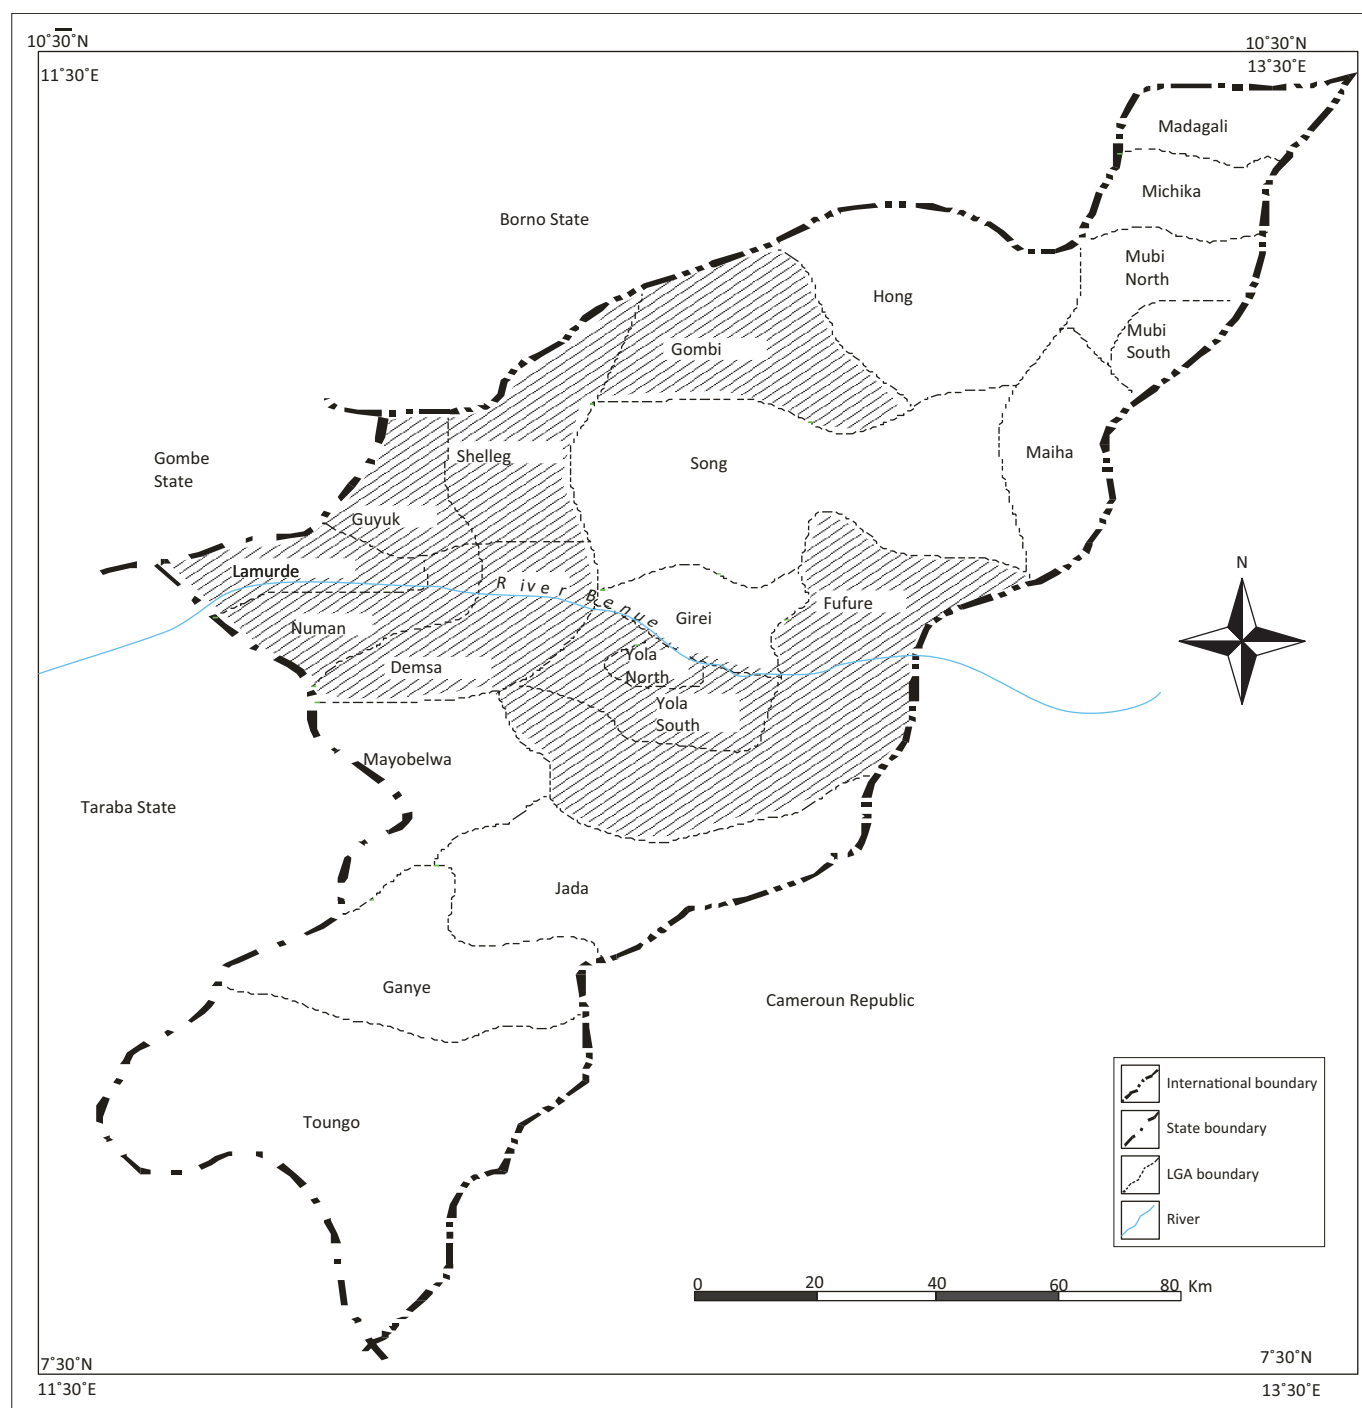 10˚30˚N
10˚30˚N
11˚30˚E
13˚30˚E
Madagali
Michika
Borno State
Mubi
North
Hong
Mubi
South
Gombi
Maiha
Shelleg
Song
Gombe
State
Guyuk
N
Lamurde
River Benue
Fufure
Girei
Numan
Yola
North
Demsa
Yola
South
Mayobelwa
Taraba State
Jada
Ganye
Cameroun Republic
International boundary
Toungo
State boundary
LGA boundary
River
0 20 40 60 80 Km
7˚30˚N
7˚30˚N
11˚30˚E
13˚30˚E